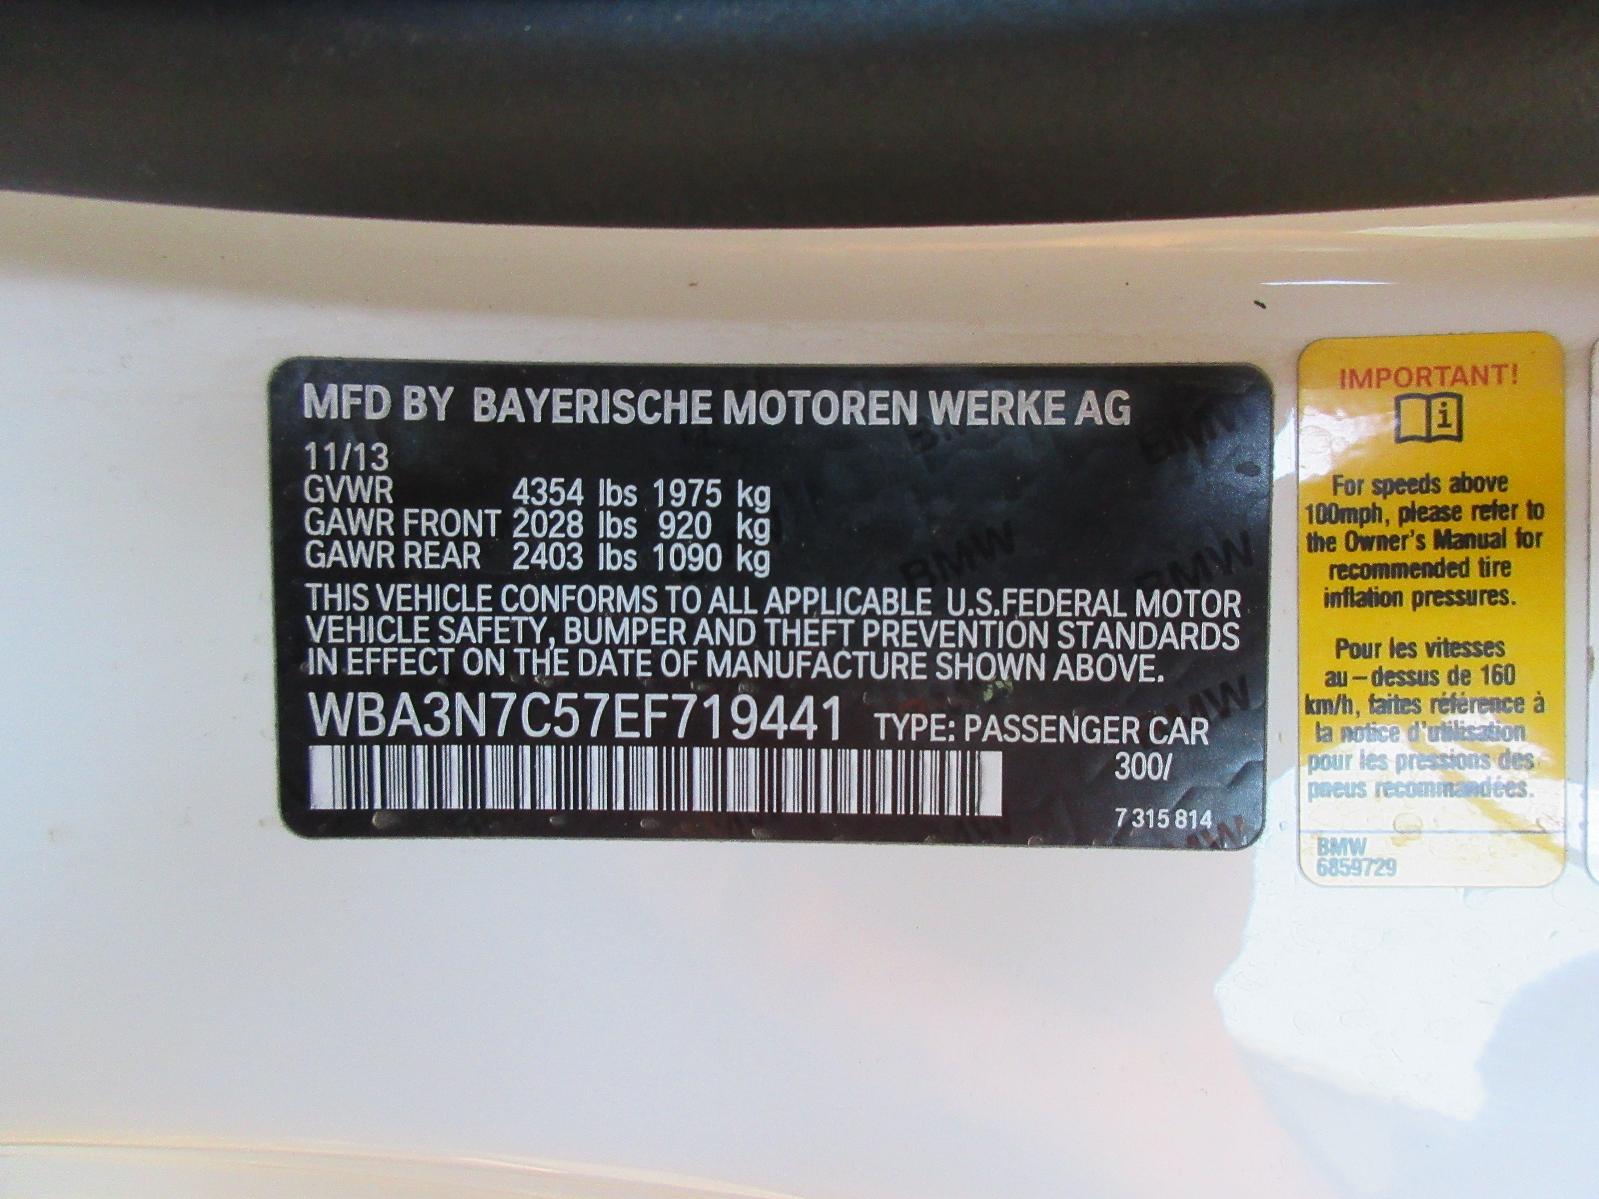 MFD BY BAYERISCHE MOTOREN WERKE AG
11/13
GVWR 4354 lbs 1975 kg
GAWR FRONT 2028 lbs 920 kg
GAWR REAR 2403 lbs 1090 kg
THIS VEHICLE CONFORMS TO ALL APPLICABLE U.S.FEDERAL MOTOR
VEHICLE SAFETY, BUMPER AND THEFT PREVENTION STANDARDS
IN EFFECT ON THE DATE OF MANUFACTURE SHOWN ABOVE.
WBA3N7C57EF719441 TYPE: PASSENGER CAR
300/
7 315 814
BMW
BMW
BMW
BMW
IMPORTANT!
i
For speeds above
100mph, please refer to
the Owner's Manual for
recommended tire
inflation pressures.
Pour les vitesses
au-dessus de 160
km/h, faites référence à
la notice d'utilisation
pour les pressions des
pneus recommandées.
BMW
6859729